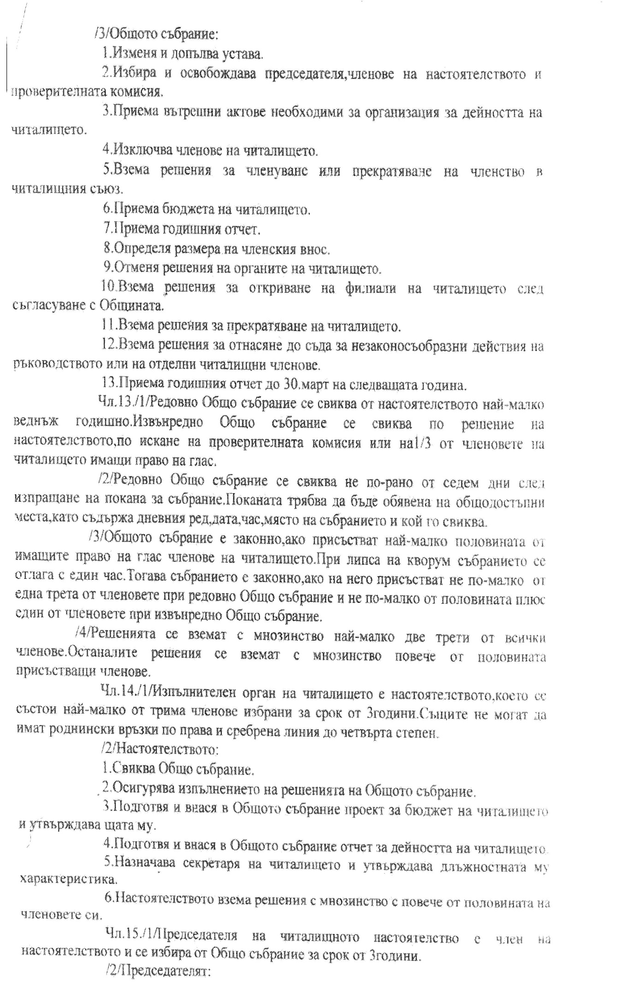 /3/Общото събрание:
1.Изменя и допълва устава.
2.Избира и освобождава председателя,членове на настоятелството и
проверителната комисия.
3.Приема вътрешни актове необходими за организация за дейността на
читалището.
4.Изключва членове на читалището.
5.Взема решения за членуване или прекратяване на членство в
читалищния съюз.
6.Приема бюджета на читалището.
7.Приема годишния отчет.
8.Определя размера на членския внос.
9.Отменя решения на органите на читалището.
10.Взема решения за откриване на филиали на читалището след
съгласуване с Общината.
11.Взема решения за прекратяване на читалището.
12.Взема решения за отнасяне до съда за незаконосъобразни действия на
ръководството или на отделни читалищни членове.
13.Приема годишния отчет до 30.март на следващата година.
Чл.13./1/Редовно Общо събрание се свиква от настоятелството най-малко
веднъж годишно.Извънредно Общо събрание се свиква по решение на
настоятелството,по искане на проверителната комисия или на1/3 от членовете на
читалището имащи право на глас.
/2/Редовно Общо събрание се свиква не по-рано от седем дни след
изпращане на покана за събрание.Поканата трябва да бъде обявена на общодостъпни
места,като съдържа дневния ред,дата,час,място на събранието и кой го свиква.
/3/Общото събрание е законно,ако присъстват най-малко половината от
имащите право на глас членове на читалището.При липса на кворум събранието се
отлага с един час.Тогава събранието е законно,ако на него присъстват не по-малко от
една трета от членовете при редовно Общо събрание и не по-малко от половината плюс
един от членовете при извънредно Общо събрание.
/4/Решенията се вземат с мнозинство най-малко две трети от всички
членове.Останалите решения се вземат с мнозинство повече от половината
присъстващи членове.
Чл.14./1/Изпълнителен орган на читалището е настоятелството,което се
състои най-малко от трима членове избрани за срок от 3години.Същите не могат да
имат роднински връзки по права и сребрена линия до четвърта степен.
/2/Настоятелството:
1.Свиква Общо събрание.
2.Осигурява изпълнението на решенията на Общото събрание.
3.Подготвя и внася в Общото събрание проект за бюджет на читалището
и утвърждава щата му.
4.Подготвя и внася в Общото събрание отчет за дейността на читалището.
5.Назначава секретаря на читалището и утвърждава длъжностната му
характеристика.
6.Настоятелството взема решения с мнозинство с повече от половината на
членовете си.
Чл.15./1/Председателя на читалищното настоятелство е член на
настоятелството и се избира от Общо събрание за срок от 3години.
/2/Председателят: